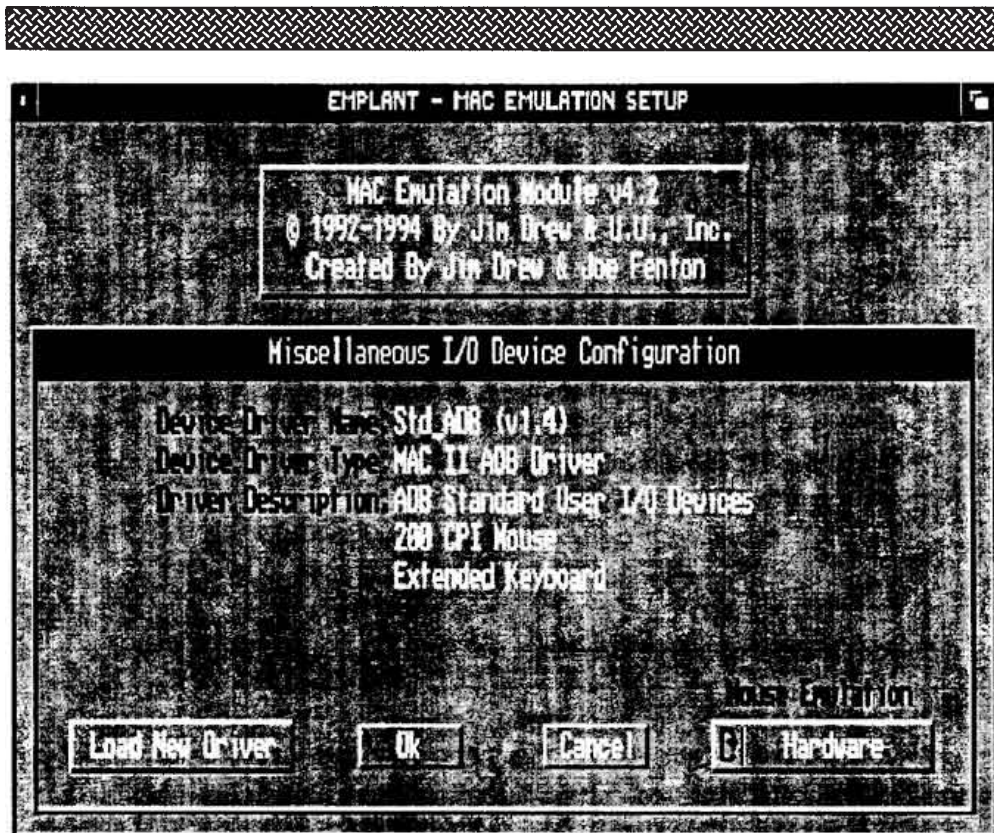 EMPLANT - MAC EMULATION SETUP
MAC Emulation Module v4.2
© 1992-1994 By Jim Drew & U.U., Inc.
Created By Jim Drew & Joe Fenton
Miscellaneous I/O Device Configuration
Device Driver Name: Std_ADB (v1.4)
Device Driver Type: MAC II ADB Driver
Driver Description: ADB Standard User I/O Devices
200 CPI Mouse
Extended Keyboard
Mouse Emulation
Load New Driver
Ok
Cancel
Hardware